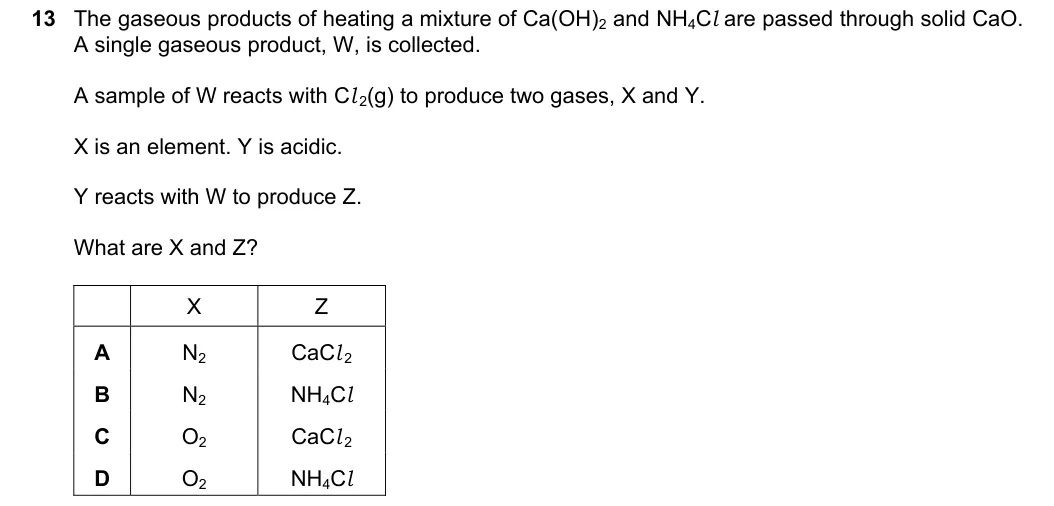 13 The gaseous products of heating a mixture of Ca(OH)₂ and NH₄Cl are passed through solid CaO.
A single gaseous product, W, is collected.
A sample of W reacts with Cl₂(g) to produce two gases, X and Y.
X is an element. Y is acidic.
Y reacts with W to produce Z.
What are X and Z?
X Z
A N₂ CaCl₂
B N₂ NH₄Cl
C O₂ CaCl₂
D O₂ NH₄Cl